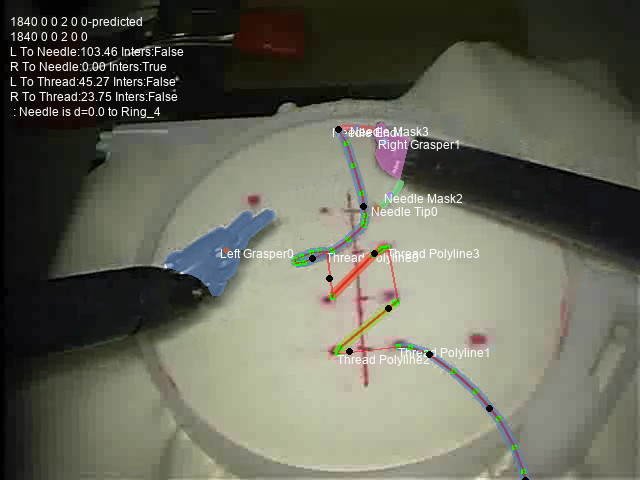 1840 0 0 2 0 0-predicted
1840 0 0 2 0 0
L To Needle:103.46 Inters:False
R To Needle:0.00 Inters:True
L To Thread:45.27 Inters:False
R To Thread:23.75 Inters:False
: Needle is d=0.0 to Ring_4
Needle Mask3
Right Grasper1
Needle Mask2
Needle Tip0
Left Grasper0
Thread Polyline3
Thread Polyline1
Thread Polyline2